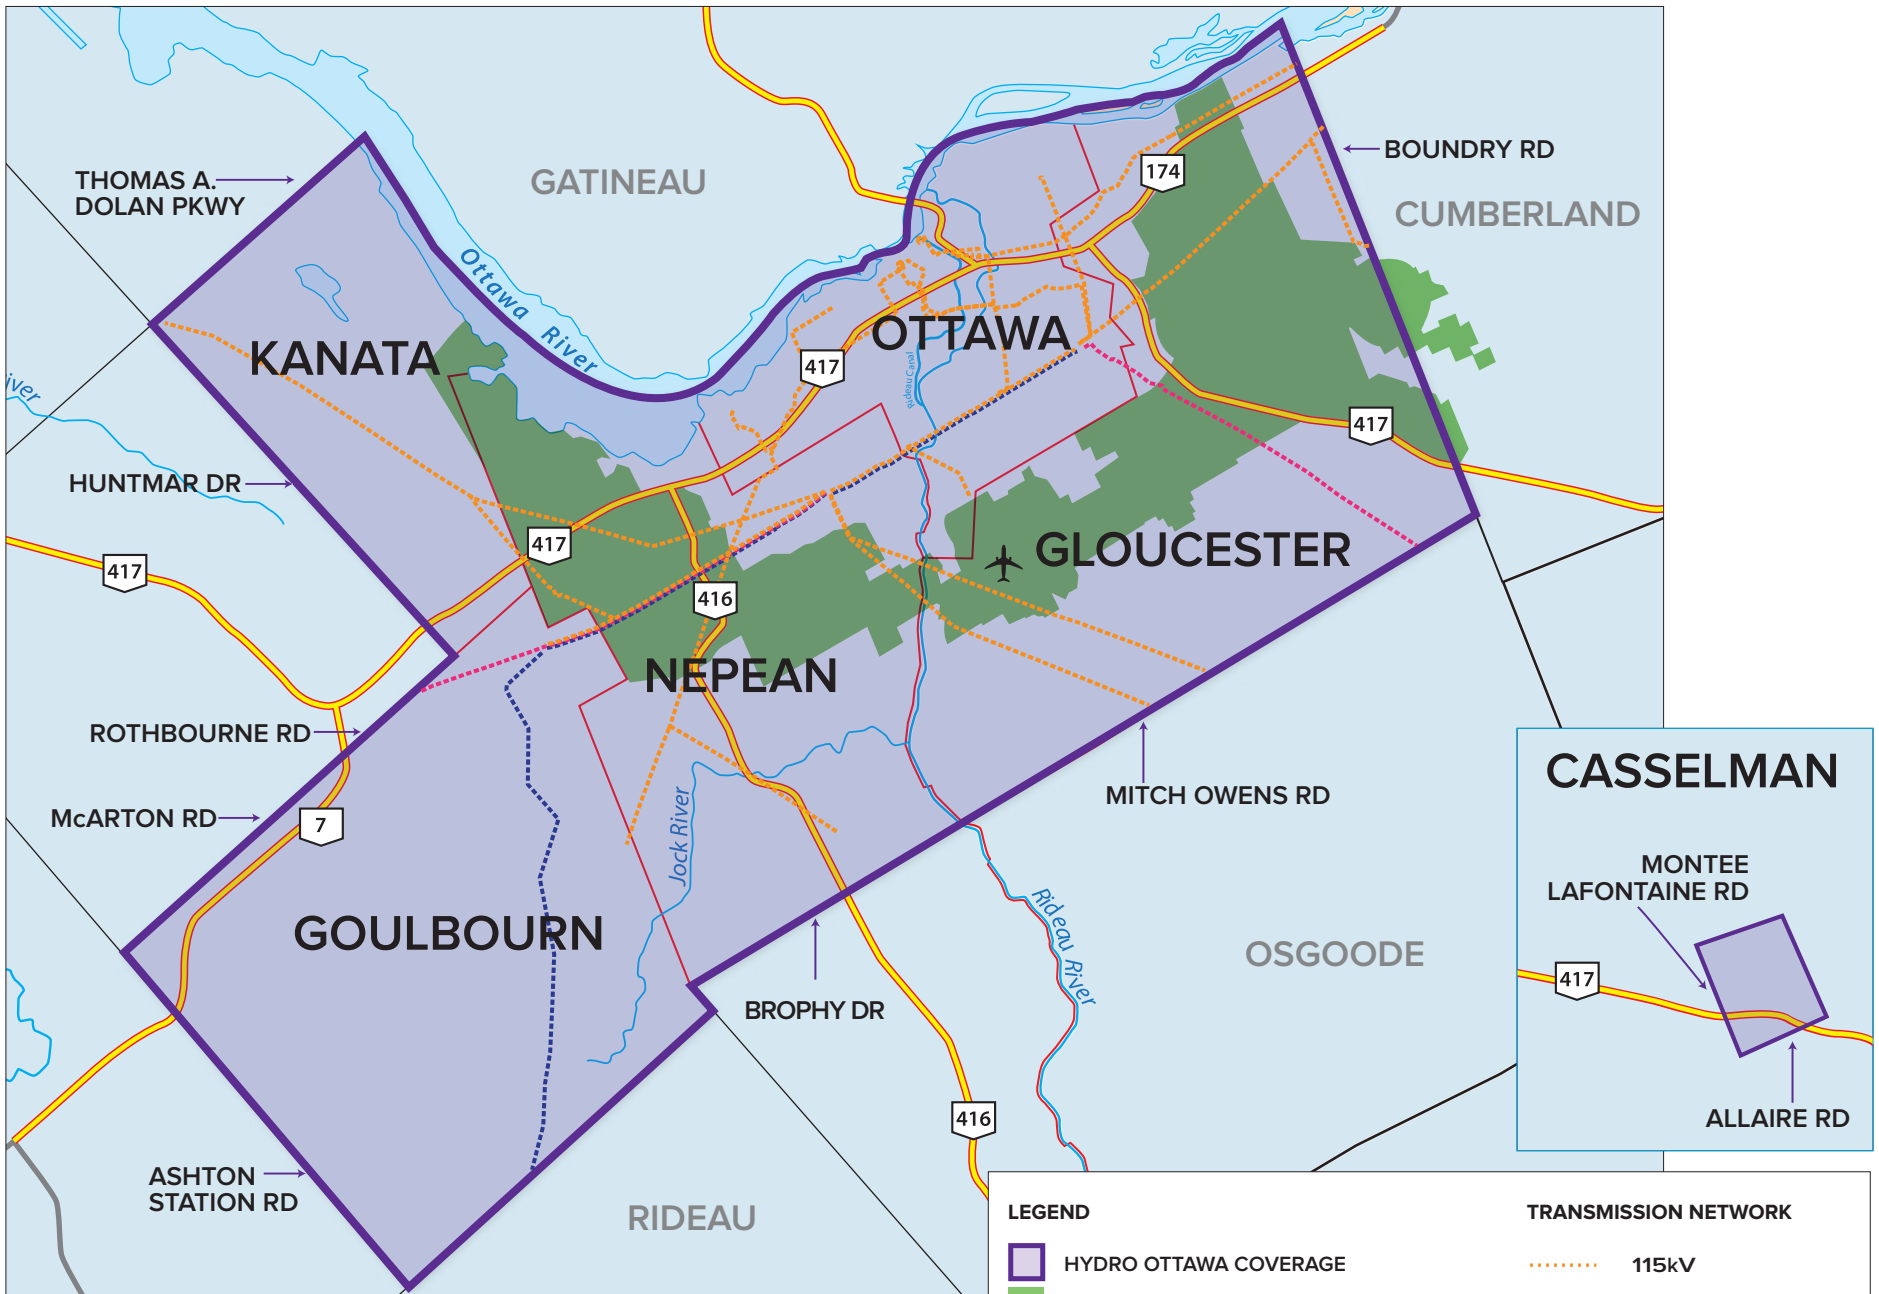 BOUNDRY RD
174
THOMAS A.
DOLAN PKWY
GATINEAU
CUMBERLAND
Ottawa River
KANATA
OTTAWA
417
Rideau Canal
iver
417
HUNTMAR DR
417
417
GLOUCESTER
416
NEPEAN
ROTHBOURNE RD
CASSELMAN
MITCH OWENS RD
McARTON RD
7
Jock River
MONTEE
LAFONTAINE RD
GOULBOURN
Rideau River
OSGOODE
417
BROPHY DR
416
ALLAIRE RD
ASHTON
STATION RD
RIDEAU
LEGEND
TRANSMISSION NETWORK
HYDRO OTTAWA COVERAGE
115kV